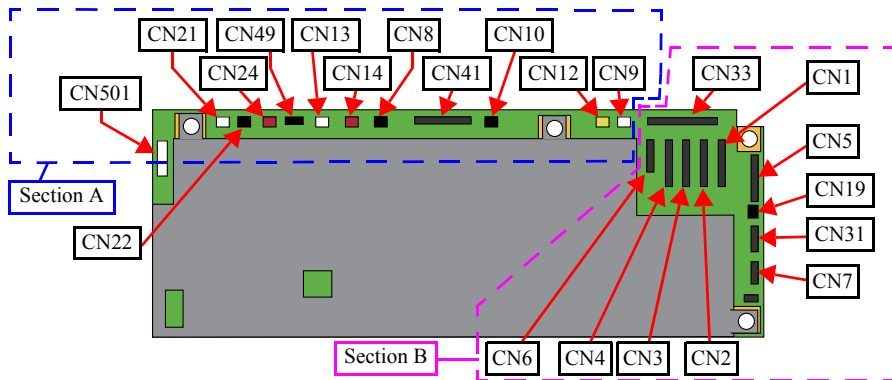 CN21
CN49
CN13
CN8
CN10
CN24
CN14
CN41
CN12
CN9
CN33
CN1
CN501
CN5
Section A
CN19
CN22
CN31
CN7
Section B
CN6
CN4
CN3
CN2